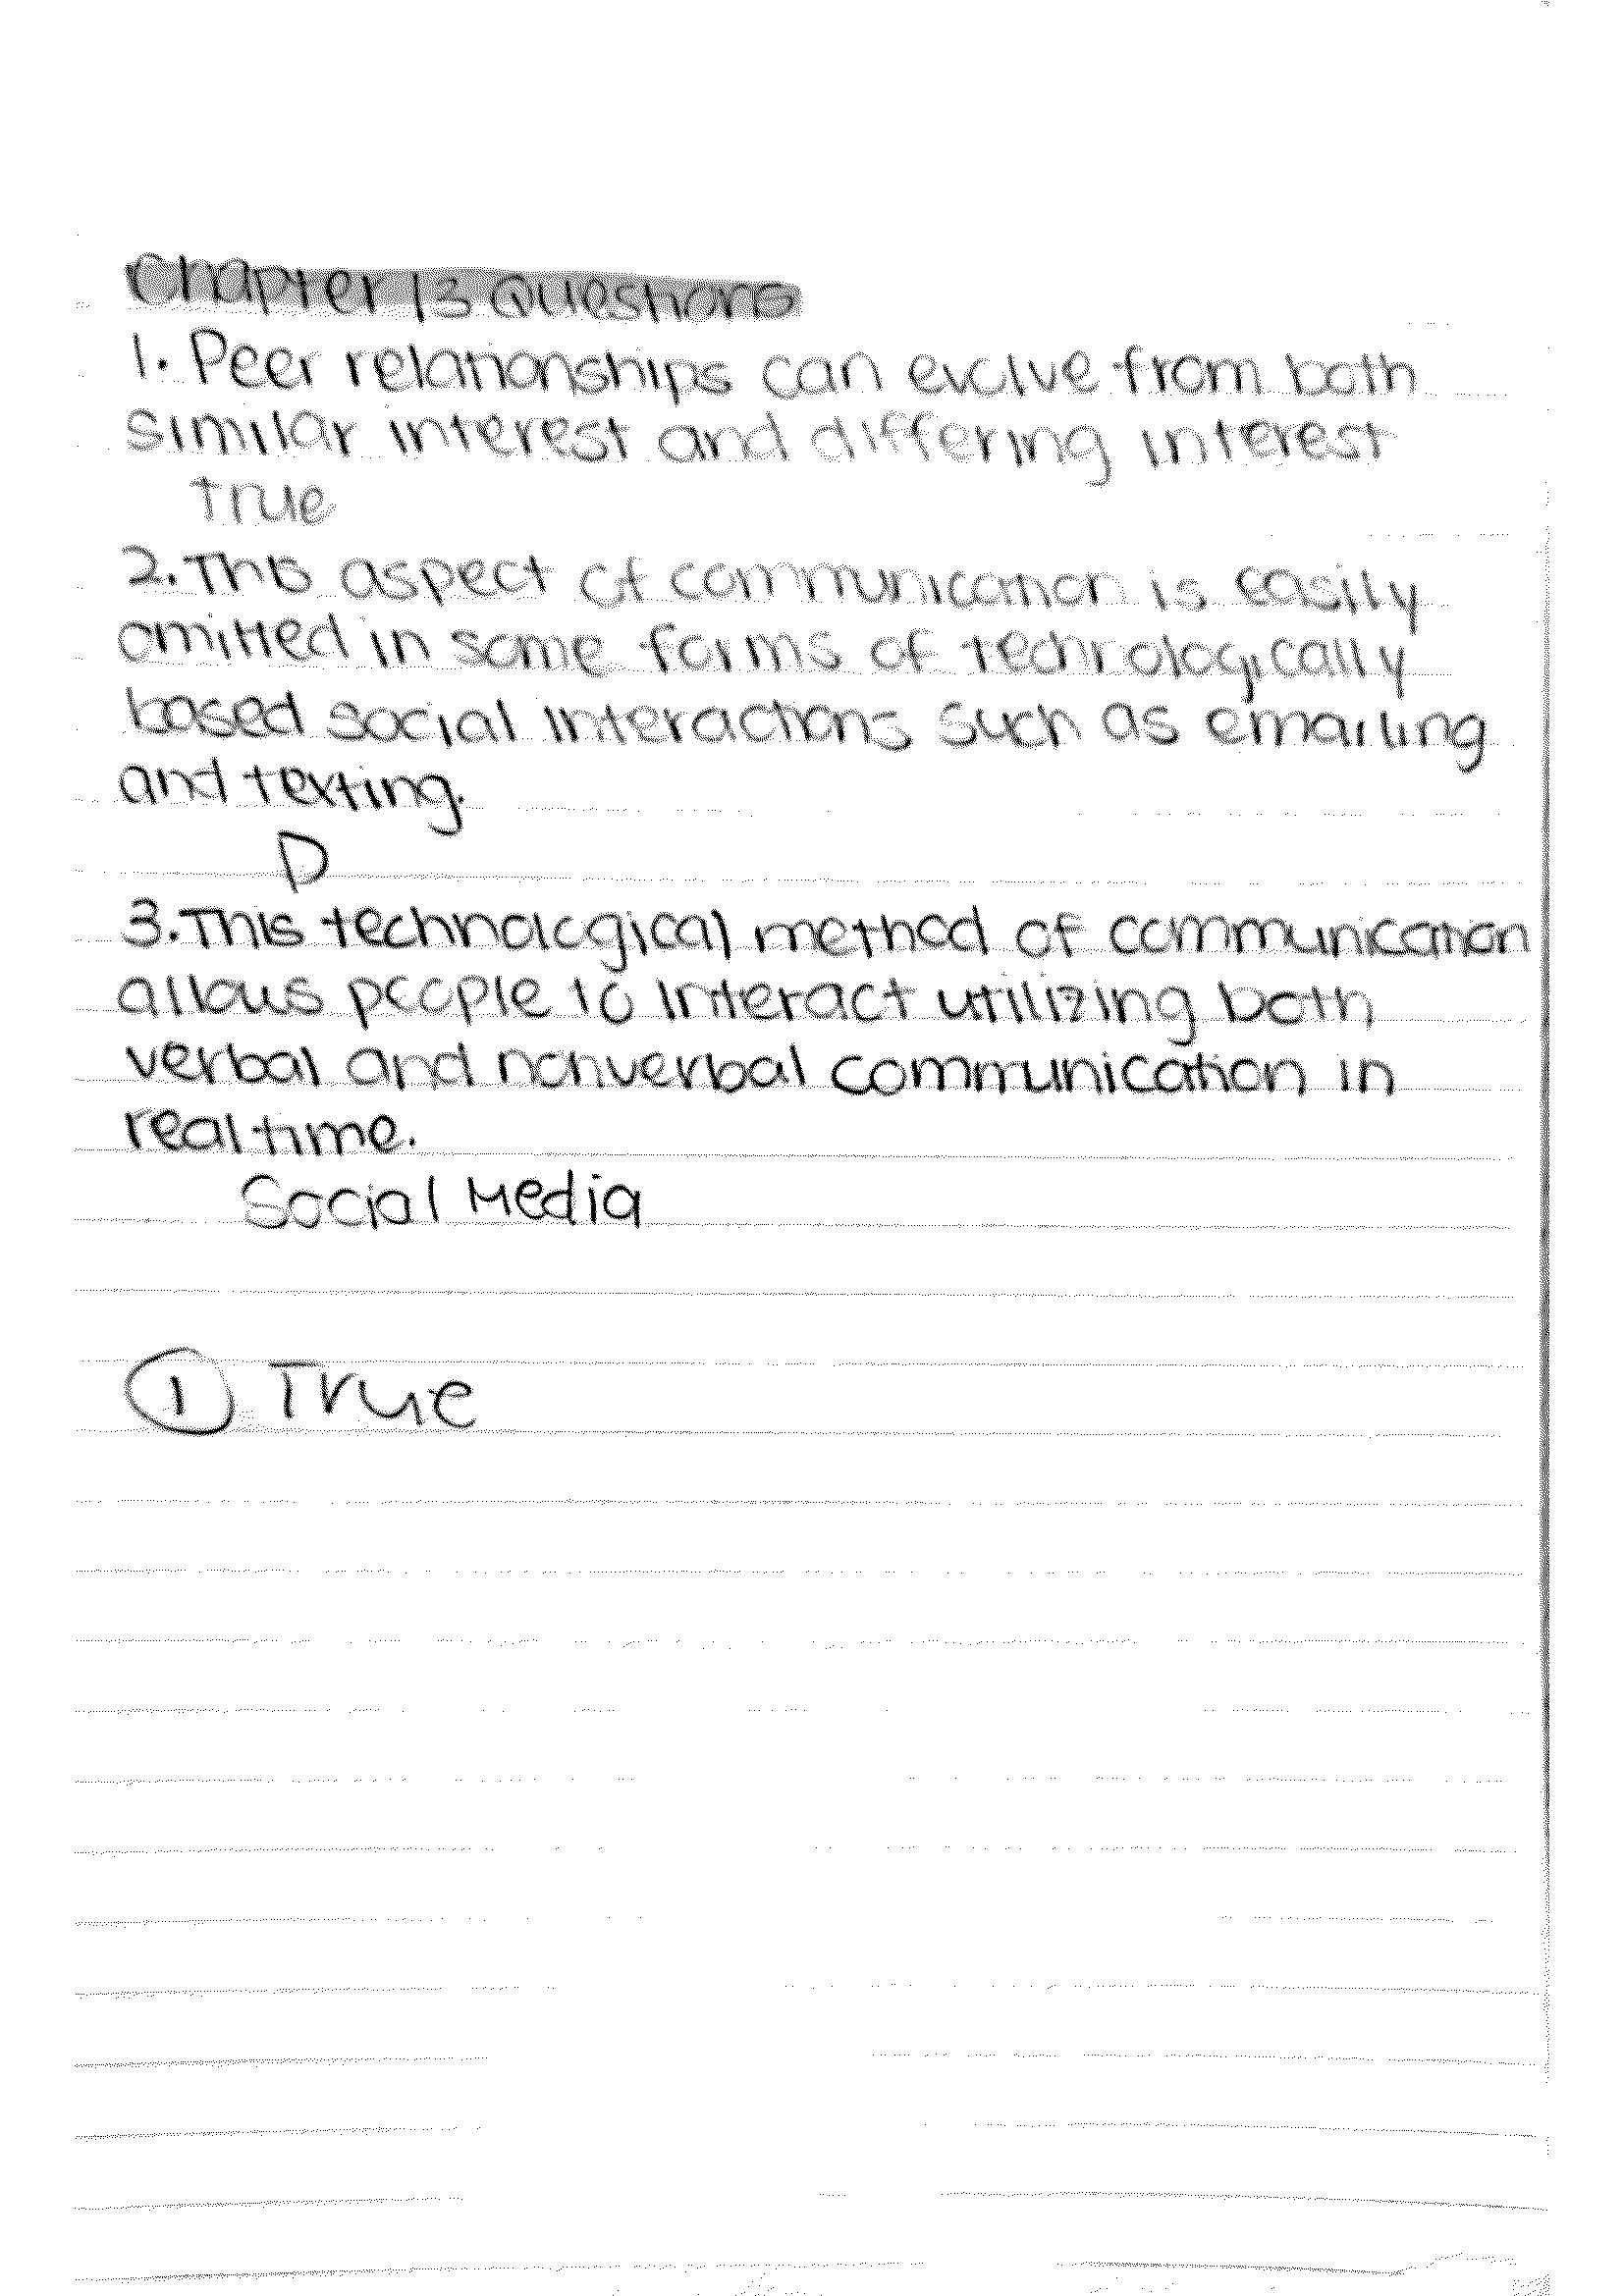 Chapter 13 Questions
1. Peer relationships can evolve from both
similar interest and differing interest
True
2. This aspect of communication is easily
omitted in some forms of technologically
based social interactions such as emailing
and texting.
D
3. This technological method of communication
allows people to interact utilizing both
verbal and nonverbal communication in
real time.
Social Media
1 True